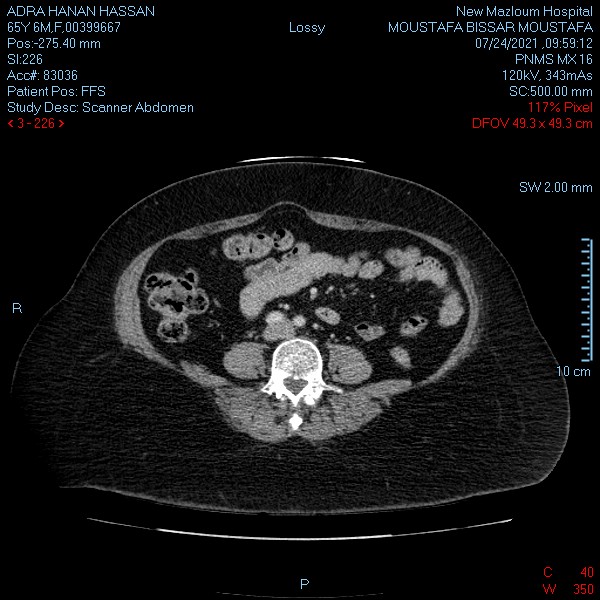 ADRA HANAN HASSAN
65Y 6M,F,00399667
Pos:-275.40 mm
SI:226
Acc#: 83036
Patient Pos: FFS
Study Desc: Scanner Abdomen
< 3 - 226 >
Lossy
New Mazloum Hospital
MOUSTAFA BISSAR MOUSTAFA
07/24/2021 ,09:59:12
PNMS MX 16
120kV, 343mAs
SC:500.00 mm
117% Pixel
DFOV 49.3 x 49.3 cm
SW 2.00 mm
R
10 cm
P
C 40
W 350